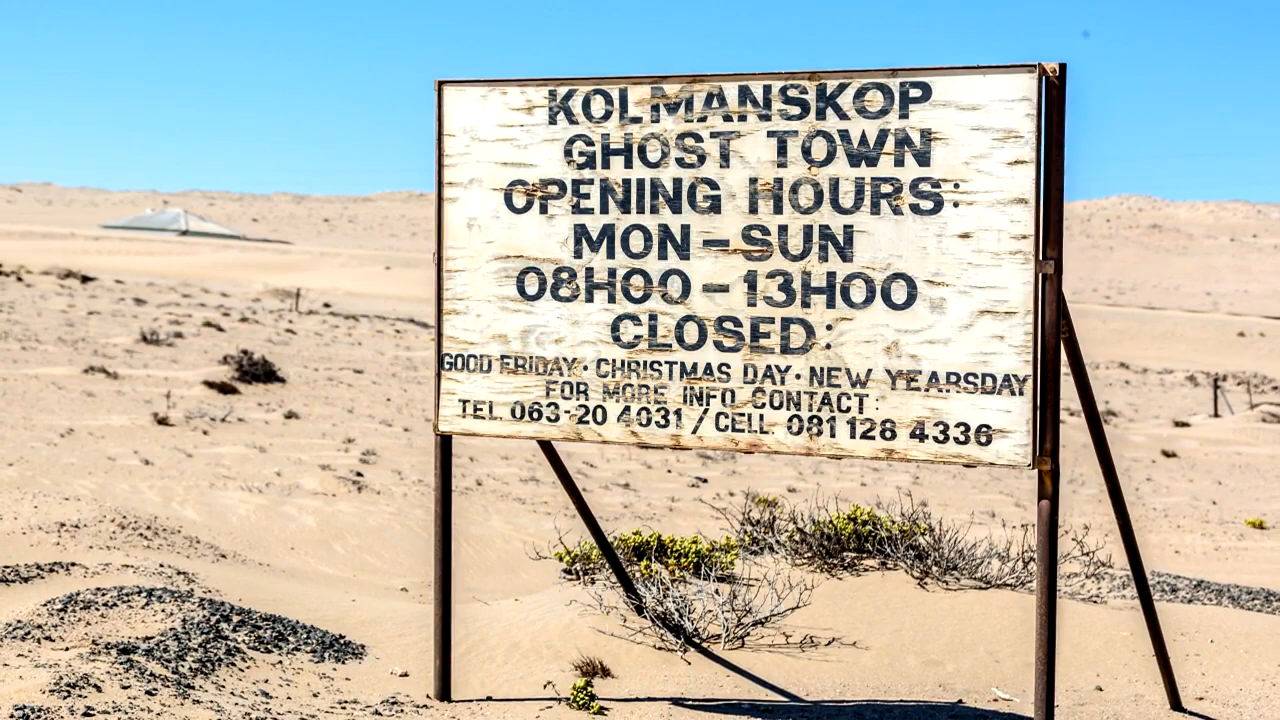 KOLMANSKOP
GHOST TOWN
OPENING HOURS:
MON-SUN
08H00-13H00
CLOSED:
GOOD FRIDAY·CHRISTMAS DAY·NEW YEARSDAY
FOR MORE INFO CONTACT:
TEL 063-20 4031/CELL 081 128 4336